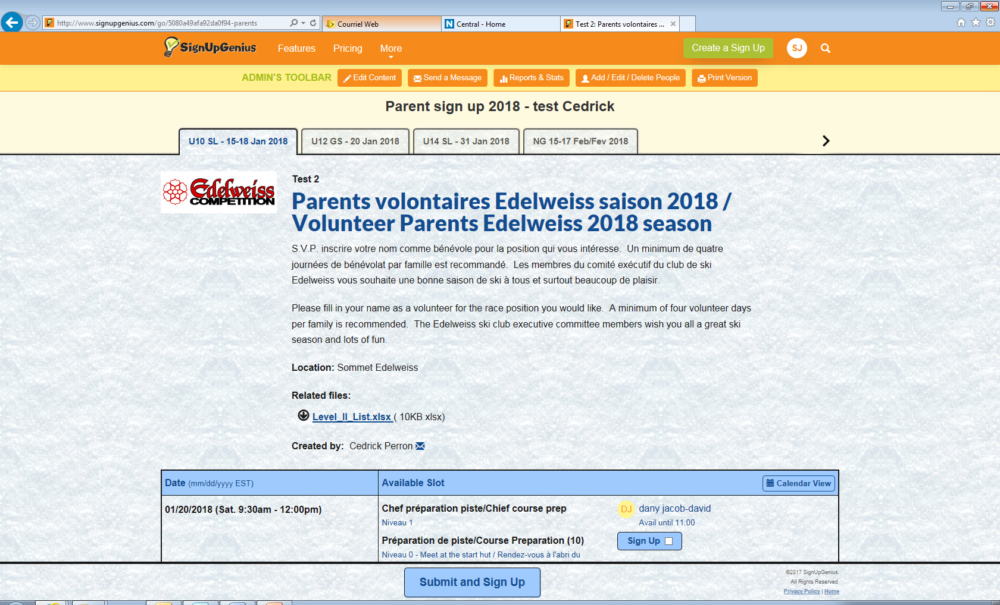 http://www.signupgenius.com/go/5080a49afa92da0f94-parents
Courriel Web
Central - Home
Test 2: Parents volontaires ...
SignUpGenius
Features
Pricing
More
Create a Sign Up
SJ
ADMIN'S TOOLBAR
Edit Content
Send a Message
Reports & Stats
Add / Edit / Delete People
Print Version
Parent sign up 2018 - test Cedrick
U10 SL - 15-18 Jan 2018
U12 GS - 20 Jan 2018
U14 SL - 31 Jan 2018
NG 15-17 Feb/Fev 2018
Edelweiss
COMPETITION
Test 2
Parents volontaires Edelweiss saison 2018 /
Volunteer Parents Edelweiss 2018 season
S.V.P. inscrire votre nom comme bénévole pour la position qui vous intéresse.  Un minimum de quatre
journées de bénévolat par famille est recommandé.  Les membres du comité exécutif du club de ski
Edelweiss vous souhaite une bonne saison de ski à tous et surtout beaucoup de plaisir.
Please fill in your name as a volunteer for the race position you would like.  A minimum of four volunteer days
per family is recommended.  The Edelweiss ski club executive committee members wish you all a great ski
season and lots of fun.
Location: Sommet Edelweiss
Related files:
Level_II_List.xlsx ( 10KB xlsx)
Created by:  Cedrick Perron
Date (mm/dd/yyyy EST)
Available Slot
Calendar View
01/20/2018 (Sat. 9:30am - 12:00pm)
Chef préparation piste/Chief course prep
Niveau 1
DJ
dany jacob-david
Avail until 11:00
Préparation de piste/Course Preparation (10)
Niveau 0 - Meet at the start hut / Rendez-vous à l'abri du
Sign Up
Submit and Sign Up
©2017 SignUpGenius.
All Rights Reserved.
Privacy Policy | Home